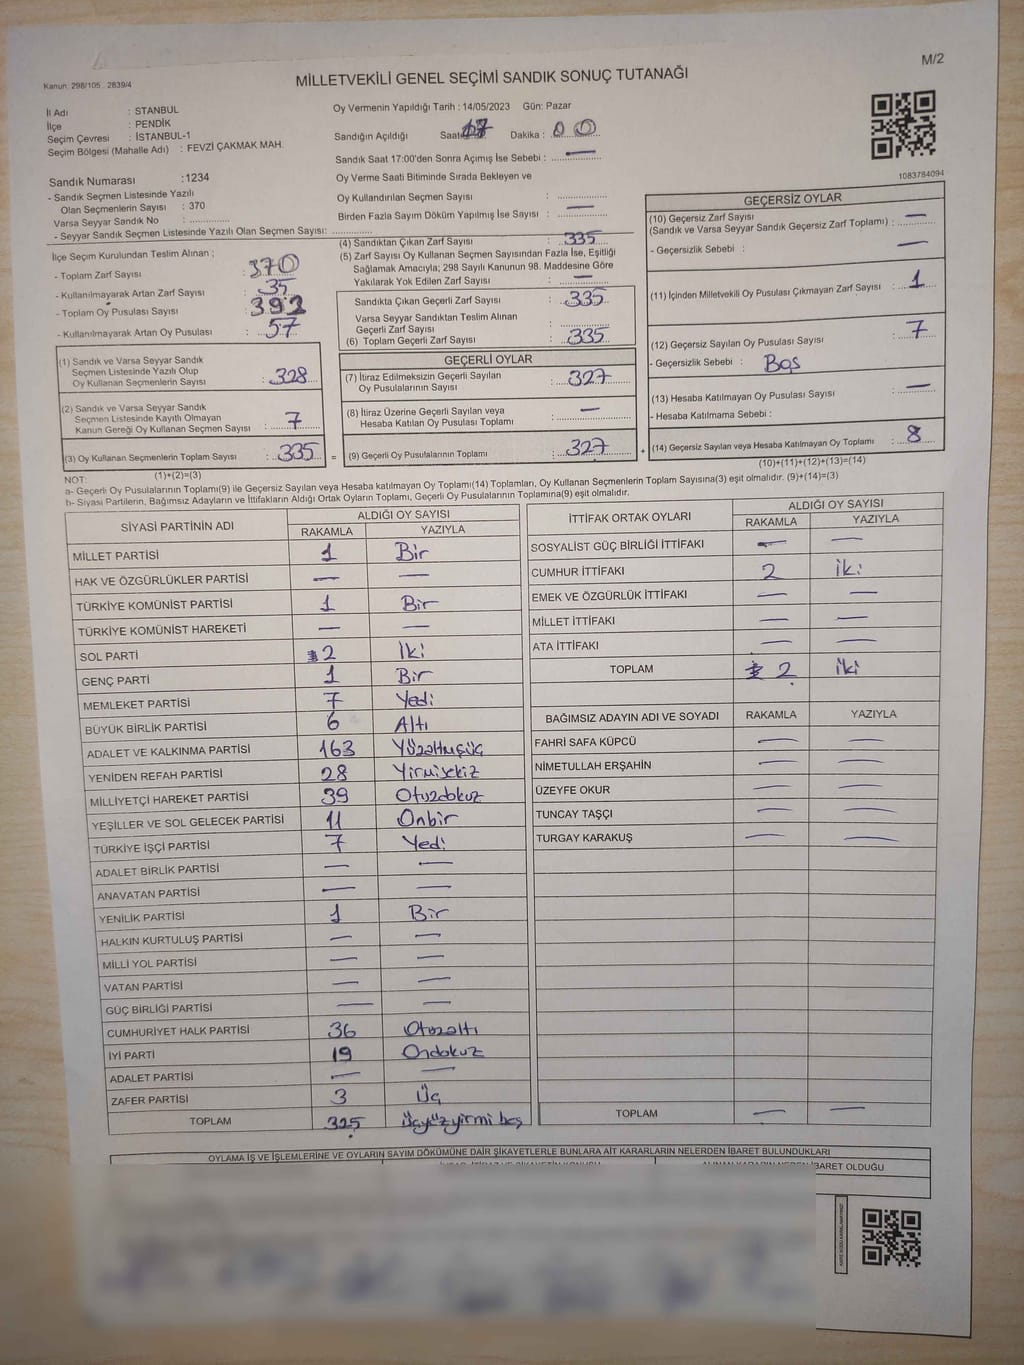 M/2
Kanun: 298/105 . 2839/4
MİLLETVEKİLİ GENEL SEÇİMİ SANDIK SONUÇ TUTANAĞI
İl Adı : STANBUL
İlçe : PENDİK
Seçim Çevresi : İSTANBUL-1
Seçim Bölgesi (Mahalle Adı) : FEVZİ ÇAKMAK MAH.
Oy Vermenin Yapıldığı Tarih : 14/05/2023 Gün: Pazar
Sandığın Açıldığı Saat 17 Dakika : 00
Sandık Saat 17:00'den Sonra Açımış İse Sebebi : —
Oy Verme Saati Bitiminde Sırada Bekleyen ve
Oy Kullandırılan Seçmen Sayısı :
Birden Fazla Sayım Döküm Yapılmış İse Sayısı : —
1083784094
Sandık Numarası : 1234
- Sandık Seçmen Listesinde Yazılı
Olan Seçmenlerin Sayısı : 370
Varsa Seyyar Sandık No :
- Seyyar Sandık Seçmen Listesinde Yazılı Olan Seçmen Sayısı:
İlçe Seçim Kurulundan Teslim Alınan ;
- Toplam Zarf Sayısı : 370
- Kullanılmayarak Artan Zarf Sayısı : 35
- Toplam Oy Pusulası Sayısı : 392
- Kullanılmayarak Artan Oy Pusulası : 57
(1) Sandık ve Varsa Seyyar Sandık
Seçmen Listesinde Yazılı Olup
Oy Kullanan Seçmenlerin Sayısı : 328
(2) Sandık ve Varsa Seyyar Sandık
Seçmen Listesinde Kayıtlı Olmayan
Kanun Gereği Oy Kullanan Seçmen Sayısı : 7
(3) Oy Kullanan Seçmenlerin Toplam Sayısı : 335
(1)+(2)=(3)
(4) Sandıktan Çıkan Zarf Sayısı : 335
(5) Zarf Sayısı Oy Kullanan Seçmen Sayısından Fazla İse, Eşitliği
Sağlamak Amacıyla; 298 Sayılı Kanunun 98. Maddesine Göre
Yakılarak Yok Edilen Zarf Sayısı : —
Sandıkta Çıkan Geçerli Zarf Sayısı : 335
Varsa Seyyar Sandıktan Teslim Alınan
Geçerli Zarf Sayısı :
(6) Toplam Geçerli Zarf Sayısı : 335
GEÇERLİ OYLAR
(7) İtiraz Edilmeksizin Geçerli Sayılan
Oy Pusulalarının Sayısı : 327
(8) İtiraz Üzerine Geçerli Sayılan veya
Hesaba Katılan Oy Pusulası Toplamı : —
= (9) Geçerli Oy Pusulalarının Toplamı : 327 +
GEÇERSİZ OYLAR
(10) Geçersiz Zarf Sayısı
(Sandık ve Varsa Seyyar Sandık Geçersiz Zarf Toplamı) : —
- Geçersizlik Sebebi : —
(11) İçinden Milletvekili Oy Pusulası Çıkmayan Zarf Sayısı : 1
(12) Geçersiz Sayılan Oy Pusulası Sayısı : 7
- Geçersizlik Sebebi : Boş
(13) Hesaba Katılmayan Oy Pusulası Sayısı : —
- Hesaba Katılmama Sebebi :
(14) Geçersiz Sayılan veya Hesaba Katılmayan Oy Toplamı : 8
(10)+(11)+(12)+(13)=(14)
NOT:
a- Geçerli Oy Pusulalarının Toplamı(9) ile Geçersiz Sayılan veya Hesaba katılmayan Oy Toplamı(14) Toplamları, Oy Kullanan Seçmenlerin Toplam Sayısına(3) eşit olmalıdır. (9)+(14)=(3)
b- Siyasi Partilerin, Bağımsız Adayların ve İttifakların Aldığı Ortak Oyların Toplamı, Geçerli Oy Pusulalarının Toplamına(9) eşit olmalıdır.
SİYASİ PARTİNİN ADI ALDIĞI OY SAYISI
RAKAMLA YAZIYLA
MİLLET PARTİSİ 1 Bir
HAK VE ÖZGÜRLÜKLER PARTİSİ — —
TÜRKİYE KOMÜNİST PARTİSİ 1 Bir
TÜRKİYE KOMÜNİST HAREKETİ — —
SOL PARTİ 2 İki
GENÇ PARTİ 1 Bir
MEMLEKET PARTİSİ 7 Yedi
BÜYÜK BİRLİK PARTİSİ 6 Altı
ADALET VE KALKINMA PARTİSİ 163 Yüzaltmışüç
YENİDEN REFAH PARTİSİ 28 Yirmisekiz
MİLLİYETÇİ HAREKET PARTİSİ 39 Otuzdokuz
YEŞİLLER VE SOL GELECEK PARTİSİ 11 Onbir
TÜRKİYE İŞÇİ PARTİSİ 7 Yedi
ADALET BİRLİK PARTİSİ — —
ANAVATAN PARTİSİ — —
YENİLİK PARTİSİ 1 Bir
HALKIN KURTULUŞ PARTİSİ — —
MİLLİ YOL PARTİSİ — —
VATAN PARTİSİ — —
GÜÇ BİRLİĞİ PARTİSİ — —
CUMHURİYET HALK PARTİSİ 36 Otuzaltı
İYİ PARTİ 19 Ondokuz
ADALET PARTİSİ — —
ZAFER PARTİSİ 3 Üç
TOPLAM 325 Üçyüzyirmi beş
İTTİFAK ORTAK OYLARI ALDIĞI OY SAYISI
RAKAMLA YAZIYLA
SOSYALİST GÜÇ BİRLİĞİ İTTİFAKI — —
CUMHUR İTTİFAKI 2 İki
EMEK VE ÖZGÜRLÜK İTTİFAKI — —
MİLLET İTTİFAKI — —
ATA İTTİFAKI — —
TOPLAM 2 İki
BAĞIMSIZ ADAYIN ADI VE SOYADI RAKAMLA YAZIYLA
FAHRİ SAFA KÜPCÜ — —
NİMETULLAH ERŞAHİN — —
ÜZEYFE OKUR — —
TUNCAY TAŞÇI — —
TURGAY KARAKUŞ — —
TOPLAM — —
OYLAMA İŞ VE İŞLEMLERİNE VE OYLARIN SAYIM DÖKÜMÜNE DAİR ŞİKAYETLERLE BUNLARA AİT KARARLARIN NELERDEN İBARET BULUNDUKLARI
İBARET OLDUĞU